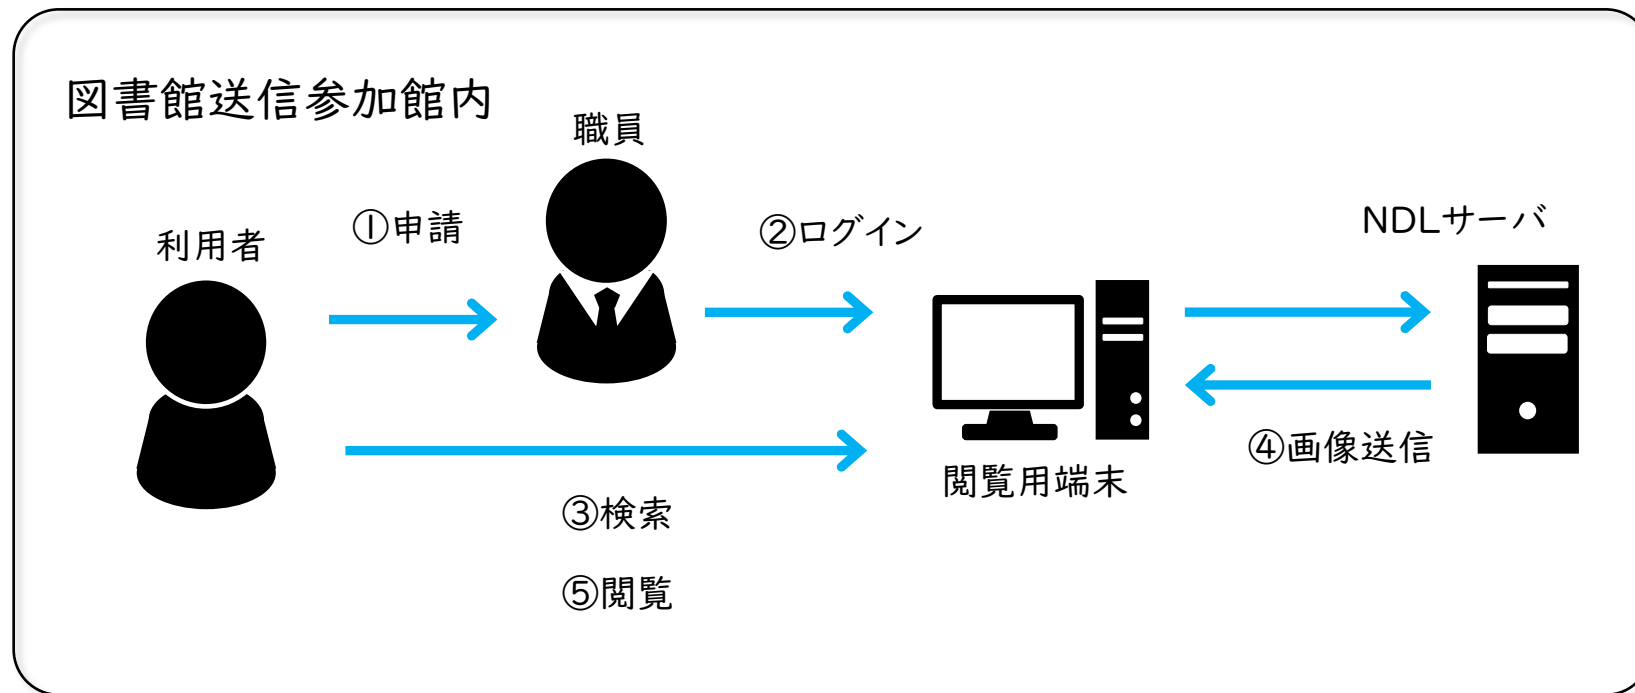 図書館送信参加館内
職員
利用者
①申請
②ログイン
NDLサーバ
④画像送信
閲覧用端末
③検索
⑤閲覧